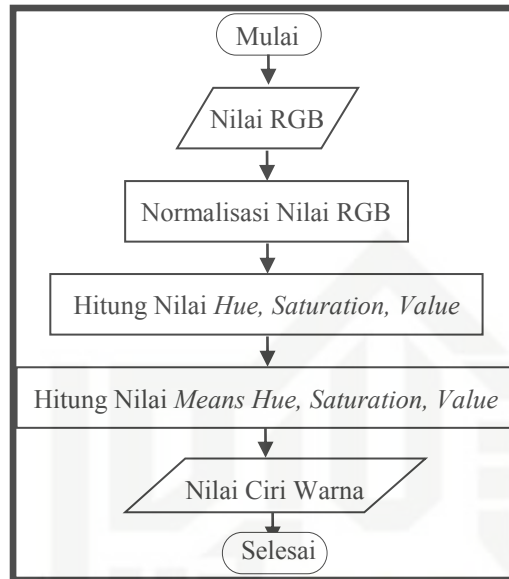 Mulai
Nilai RGB
Normalisasi Nilai RGB
Hitung Nilai Hue, Saturation, Value
Hitung Nilai Means Hue, Saturation, Value
Nilai Ciri Warna
Selesai